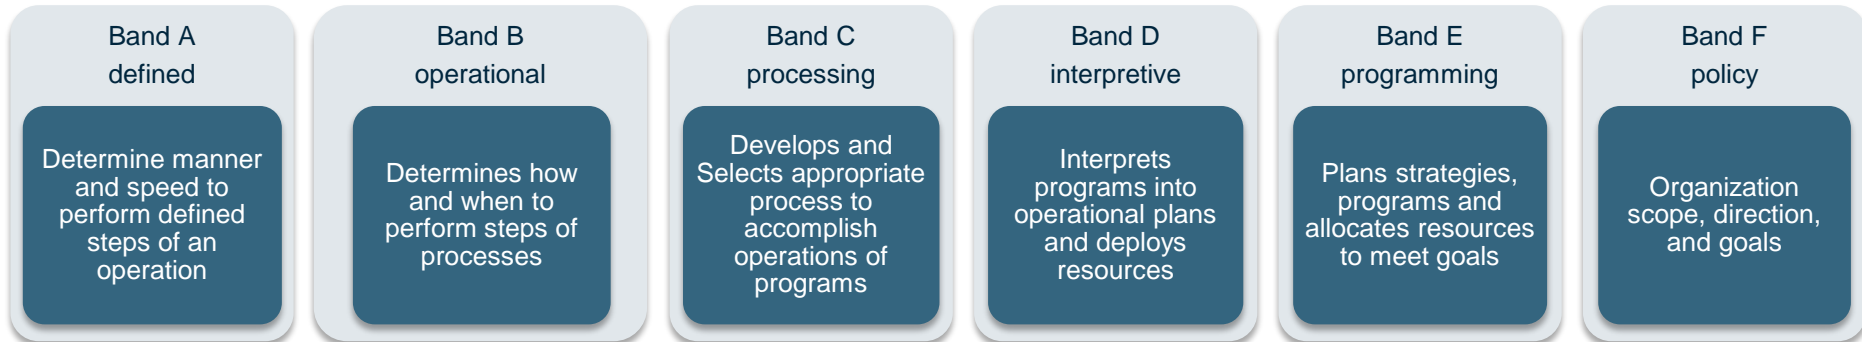 Band A
defined
Determine manner
and speed to
perform defined
steps of an
operation
Band B
operational
Determines how
and when to
perform steps of
processes
Band C
processing
Develops and
Selects appropriate
process to
accomplish
operations of
programs
Band D
interpretive
Interprets
programs into
operational plans
and deploys
resources
Band E
programming
Plans strategies,
programs and
allocates resources
to meet goals
Band F
policy
Organization
scope, direction,
and goals